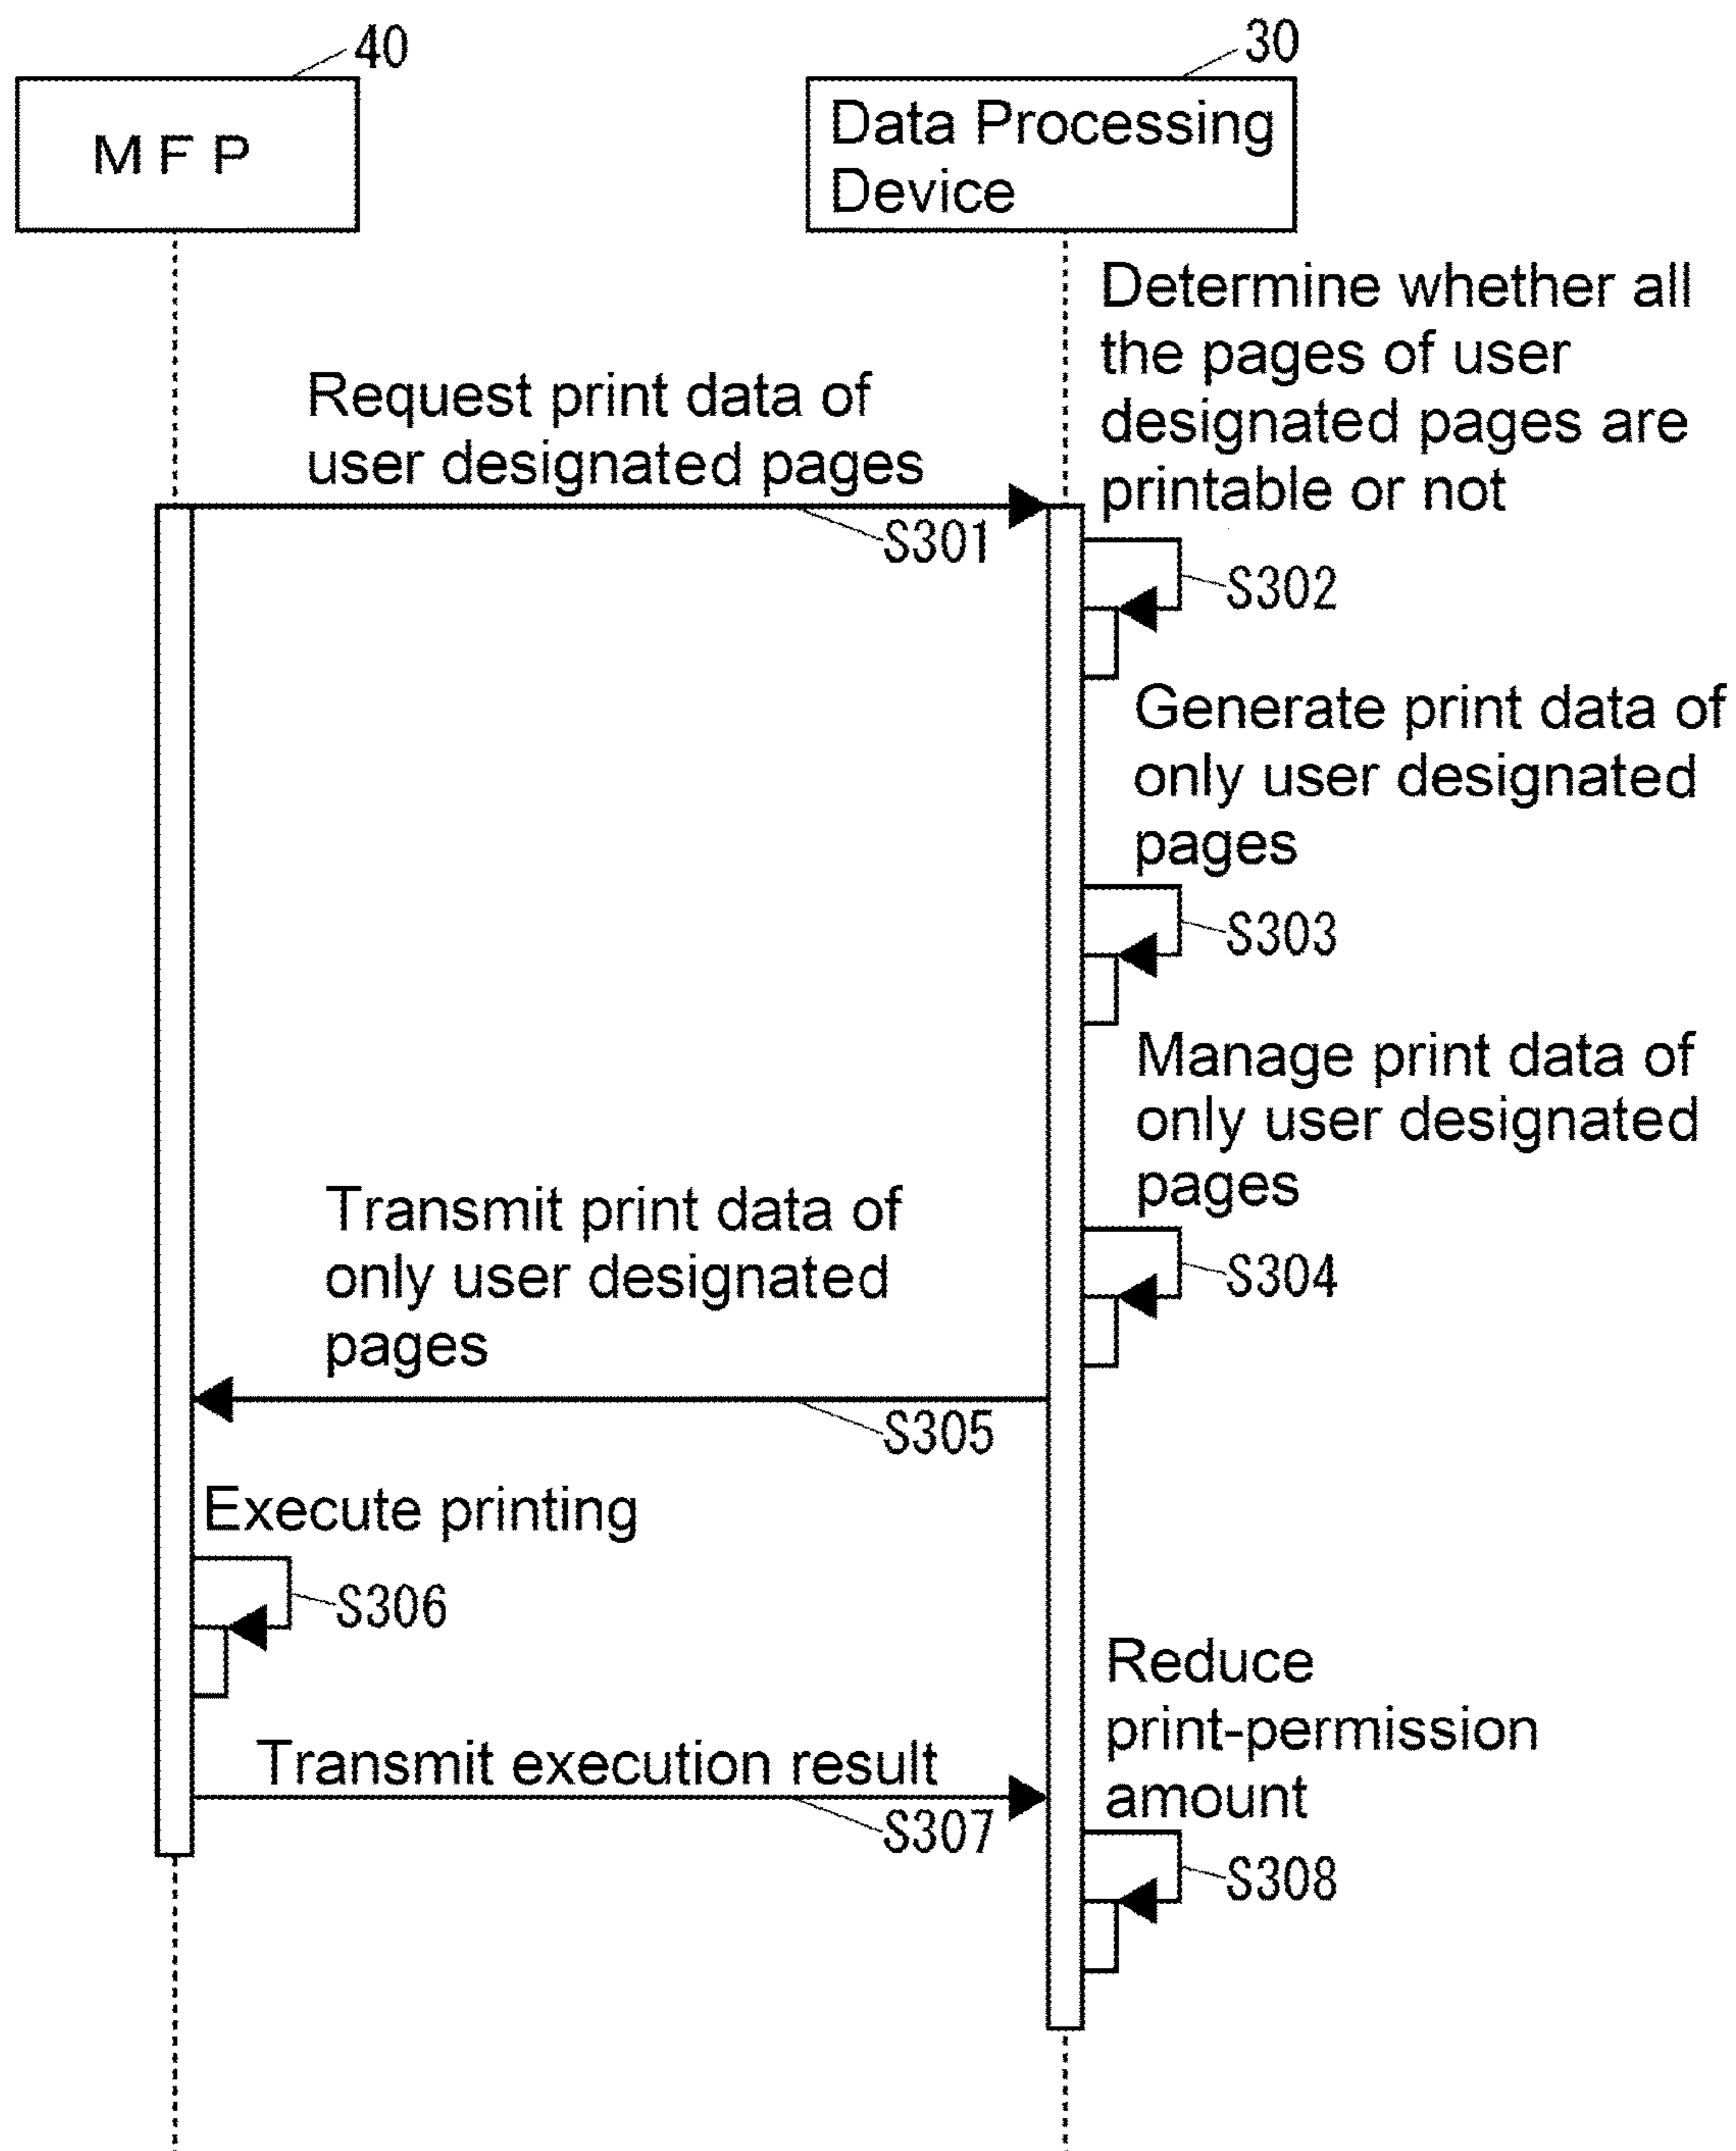 40
30
M F P
Data Processing
Device
Determine whether all
the pages of user
designated pages are
printable or not
Request print data of
user designated pages
S301
S302
Generate print data of
only user designated
pages
S303
Manage print data of
only user designated
pages
S304
Transmit print data of
only user designated
pages
S305
Execute printing
S306
Transmit execution result
S307
Reduce
print-permission
amount
S308